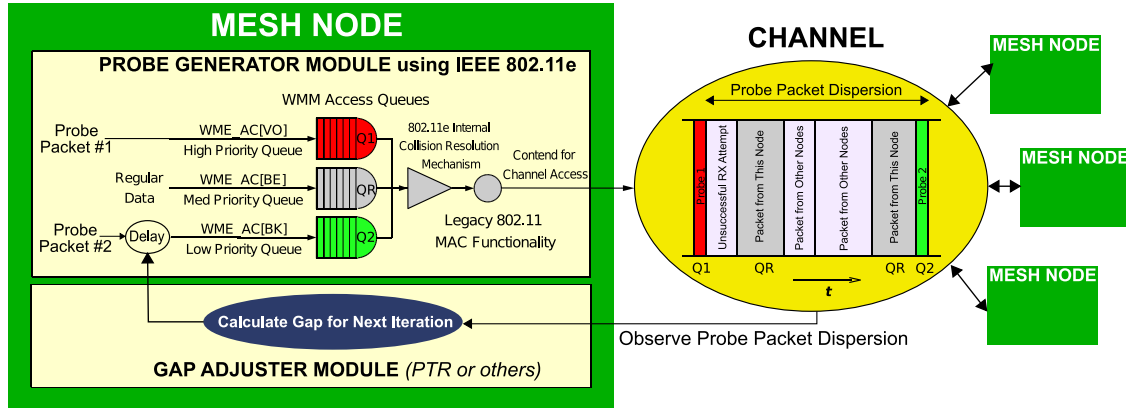 MESH NODE
PROBE GENERATOR MODULE using IEEE 802.11e
WMM Access Queues
Probe
Packet #1
WME_AC[VO]
High Priority Queue
Q1
802.11e Internal
Collision Resolution
Mechanism
Regular
Data
WME_AC[BE]
Med Priority Queue
QR
Contend for
Channel Access
Probe
Packet #2
Delay
WME_AC[BK]
Low Priority Queue
Q2
Legacy 802.11
MAC Functionality
Calculate Gap for Next Iteration
GAP ADJUSTER MODULE (PTR or others)
CHANNEL
Probe Packet Dispersion
Probe 1
Unsuccessful RX Attempt
Packet from This Node
Packet from Other Nodes
Packet from Other Nodes
Packet from This Node
Probe 2
Q1
QR
QR
Q2
t
Observe Probe Packet Dispersion
MESH NODE
MESH NODE
MESH NODE